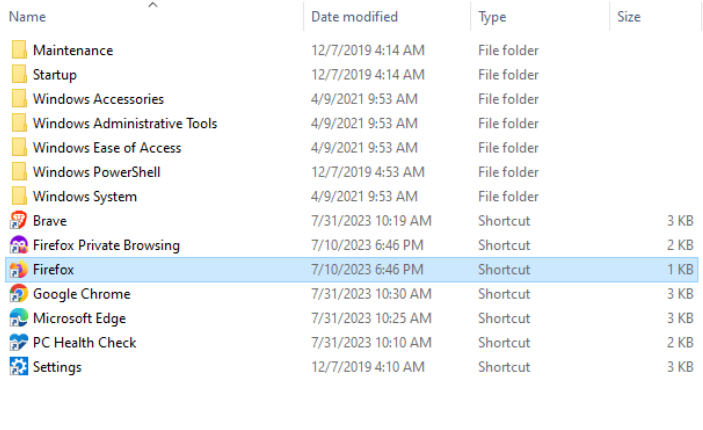 Name Date modified Type Size
Maintenance 12/7/2019 4:14 AM File folder
Startup 12/7/2019 4:14 AM File folder
Windows Accessories 4/9/2021 9:53 AM File folder
Windows Administrative Tools 4/9/2021 9:53 AM File folder
Windows Ease of Access 4/9/2021 9:53 AM File folder
Windows PowerShell 12/7/2019 4:53 AM File folder
Windows System 4/9/2021 9:53 AM File folder
Brave 7/31/2023 10:19 AM Shortcut 3 KB
Firefox Private Browsing 7/10/2023 6:46 PM Shortcut 2 KB
Firefox 7/10/2023 6:46 PM Shortcut 1 KB
Google Chrome 7/31/2023 10:30 AM Shortcut 3 KB
Microsoft Edge 7/31/2023 10:25 AM Shortcut 3 KB
PC Health Check 7/31/2023 10:10 AM Shortcut 2 KB
Settings 12/7/2019 4:10 AM Shortcut 3 KB